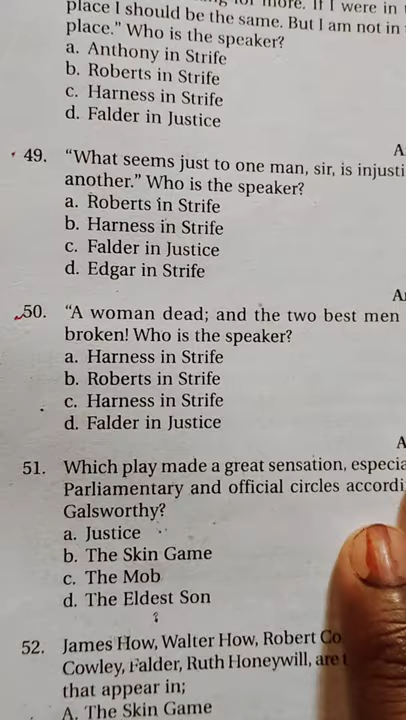 for more. If I were in
place I should be the same. But I am not in
place.” Who is the speaker?
a. Anthony in Strife
b. Roberts in Strife
c. Harness in Strife
d. Falder in Justice
A
49. “What seems just to one man, sir, is injusti
another.” Who is the speaker?
a. Roberts in Strife
b. Harness in Strife
c. Falder in Justice
d. Edgar in Strife
A
50. “A woman dead; and the two best men
broken! Who is the speaker?
a. Harness in Strife
b. Roberts in Strife
c. Harness in Strife
d. Falder in Justice
A
51. Which play made a great sensation, especia
Parliamentary and official circles accordi
Galsworthy?
a. Justice
b. The Skin Game
c. The Mob
d. The Eldest Son
52. James How, Walter How, Robert Co
Cowley, Falder, Ruth Honeywill, are
that appear in;
A. The Skin Game